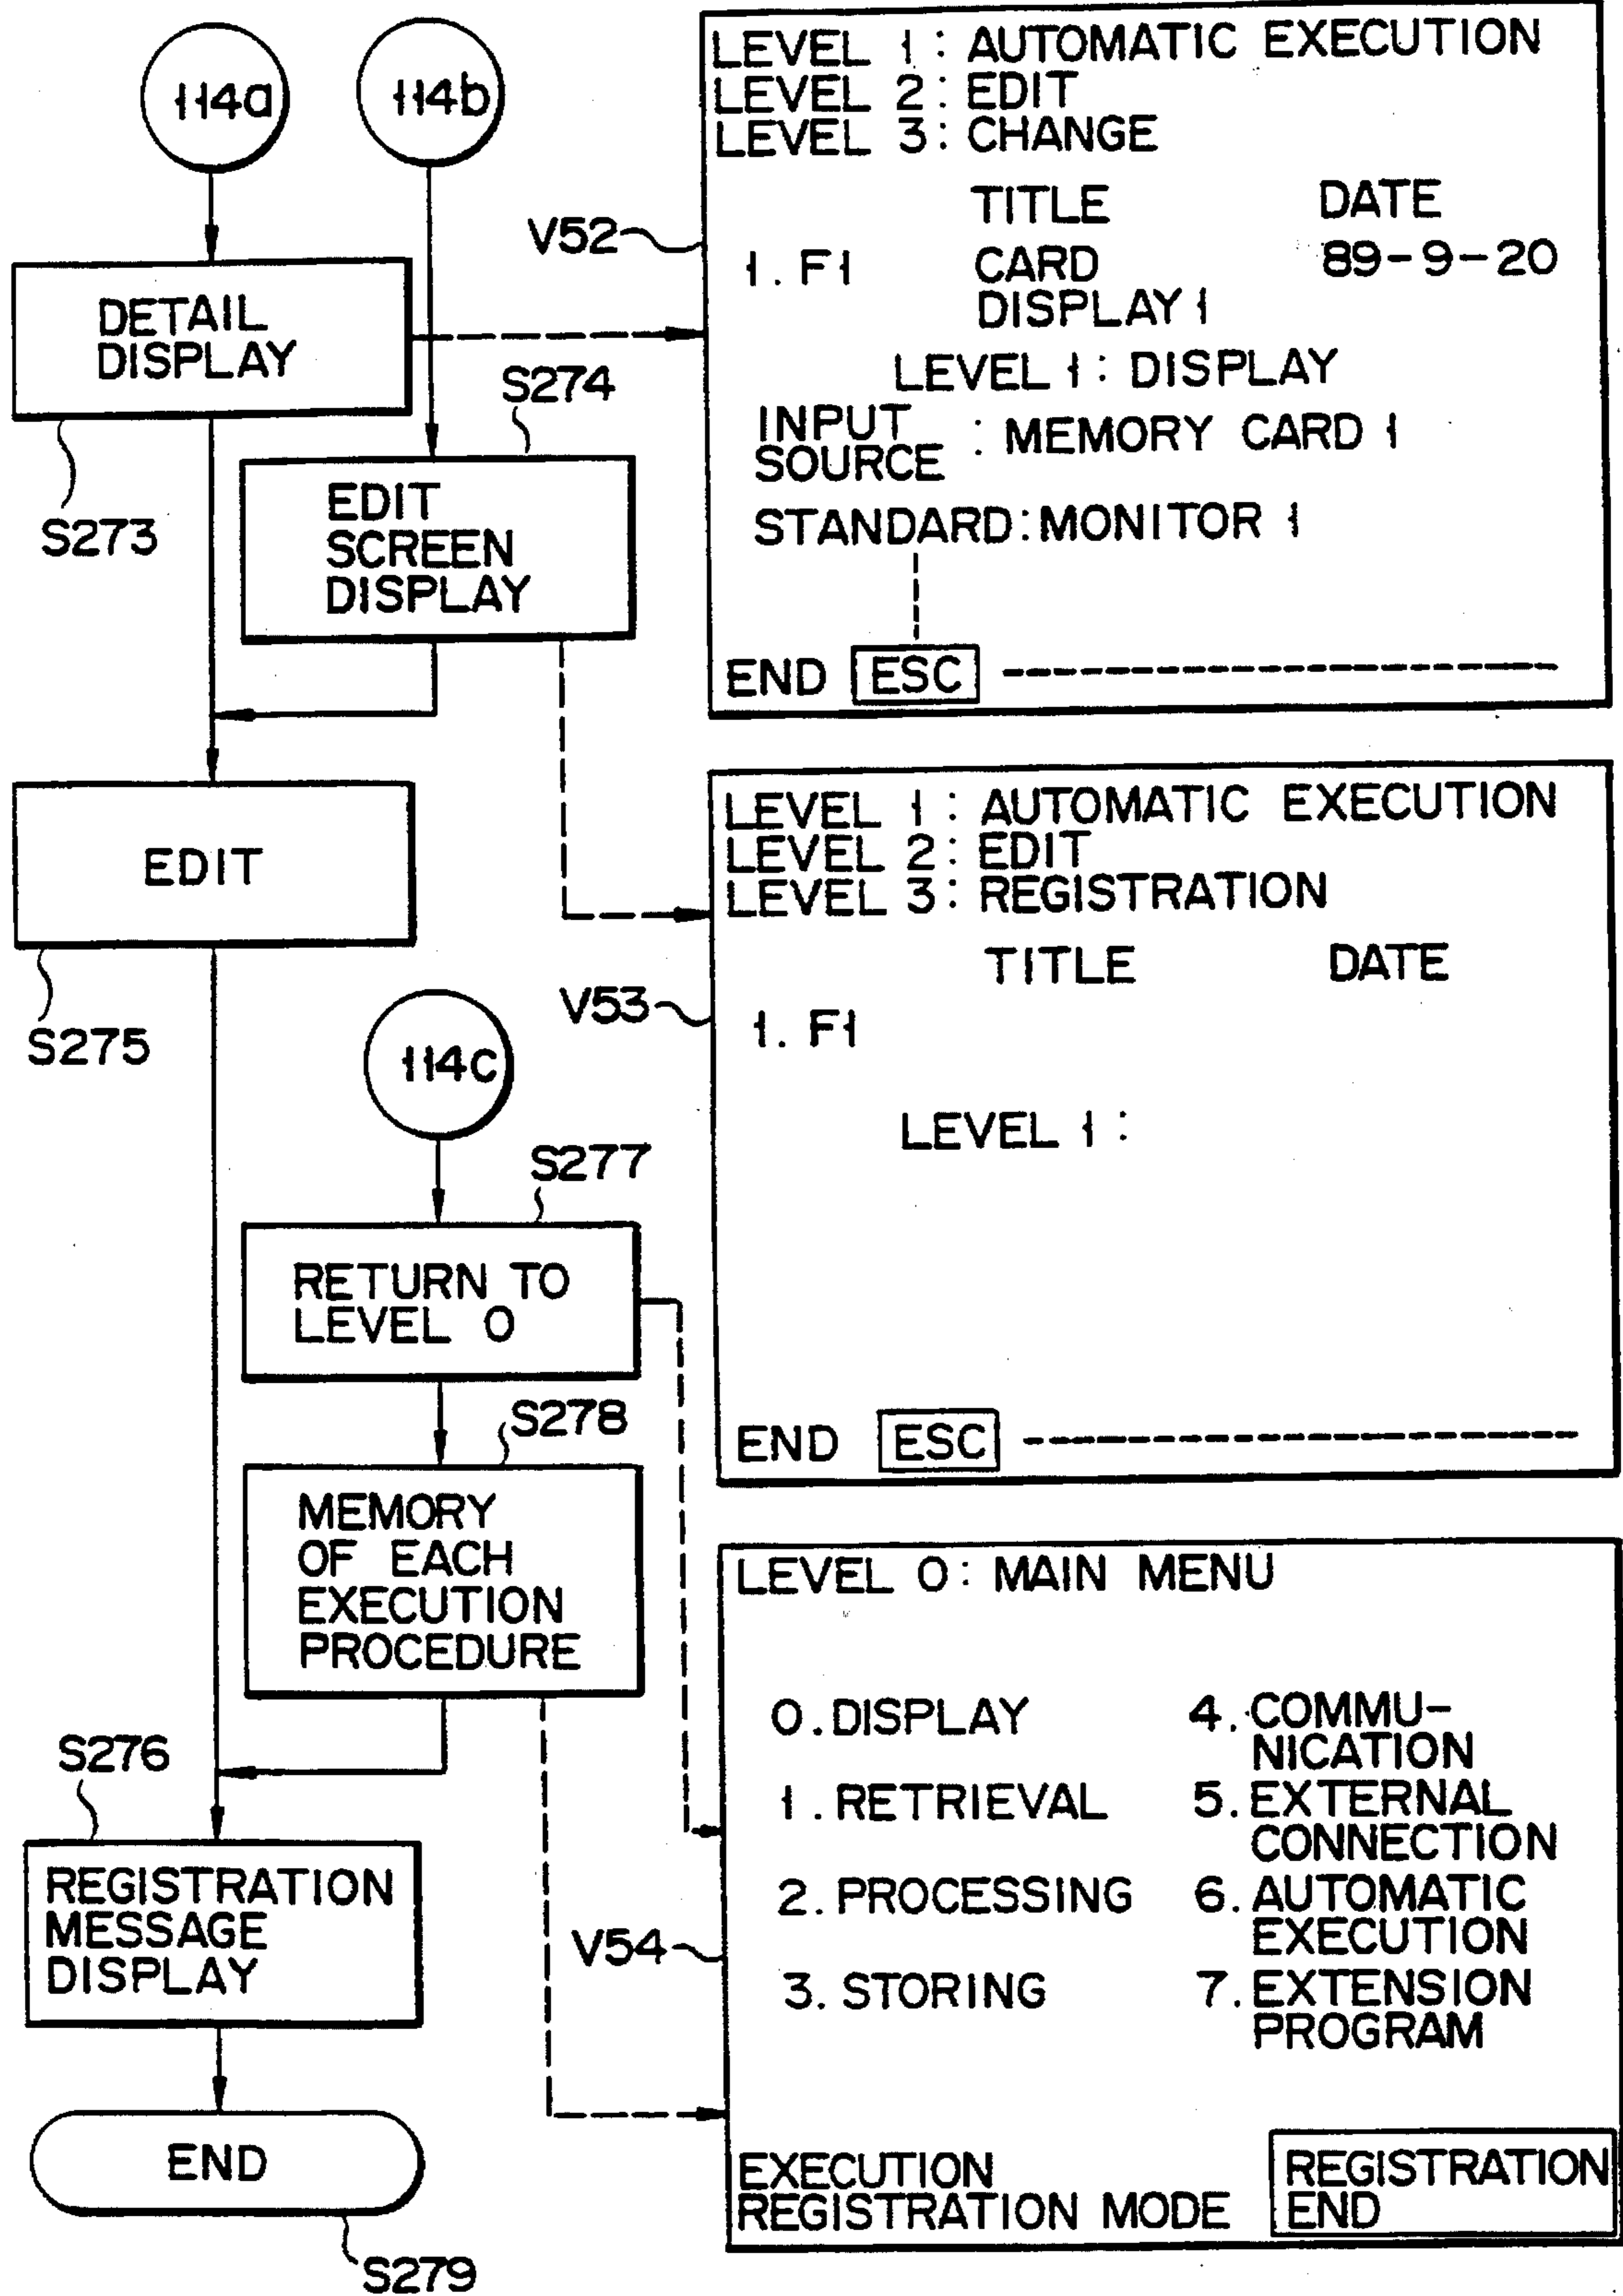 114a
114b
DETAIL
DISPLAY
S273
S274
EDIT
SCREEN
DISPLAY
EDIT
S275
114c
S277
RETURN TO
LEVEL 0
S278
MEMORY
OF EACH
EXECUTION
PROCEDURE
S276
REGISTRATION
MESSAGE
DISPLAY
END
S279
V52
LEVEL 1: AUTOMATIC EXECUTION
LEVEL 2: EDIT
LEVEL 3: CHANGE
TITLE DATE
1. F1 CARD 89-9-20
DISPLAY 1
LEVEL 1: DISPLAY
INPUT
SOURCE : MEMORY CARD 1
STANDARD: MONITOR 1
END ESC
V53
LEVEL 1: AUTOMATIC EXECUTION
LEVEL 2: EDIT
LEVEL 3: REGISTRATION
TITLE DATE
1. F1
LEVEL 1:
END ESC
V54
LEVEL 0: MAIN MENU
0. DISPLAY
1. RETRIEVAL
2. PROCESSING
3. STORING
4. COMMU-
NICATION
5. EXTERNAL
CONNECTION
6. AUTOMATIC
EXECUTION
7. EXTENSION
PROGRAM
EXECUTION
REGISTRATION MODE
REGISTRATION
END